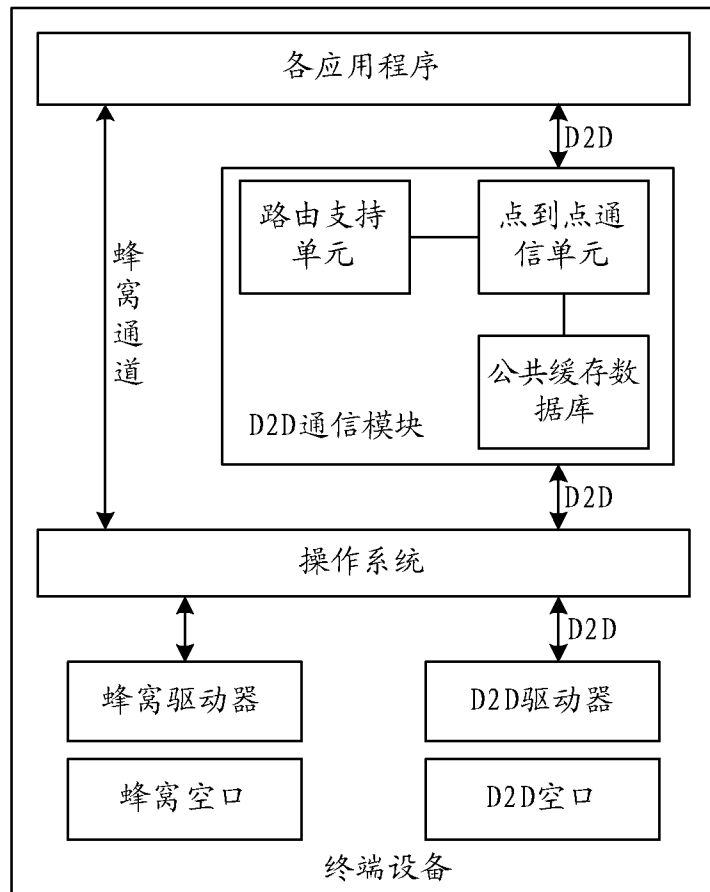 各应用程序
D2D
路由支持
单元
点到点通
信单元
蜂窝通道
公共缓存数
据库
D2D通信模块
D2D
操作系统
D2D
蜂窝驱动器
D2D驱动器
蜂窝空口
D2D空口
终端设备